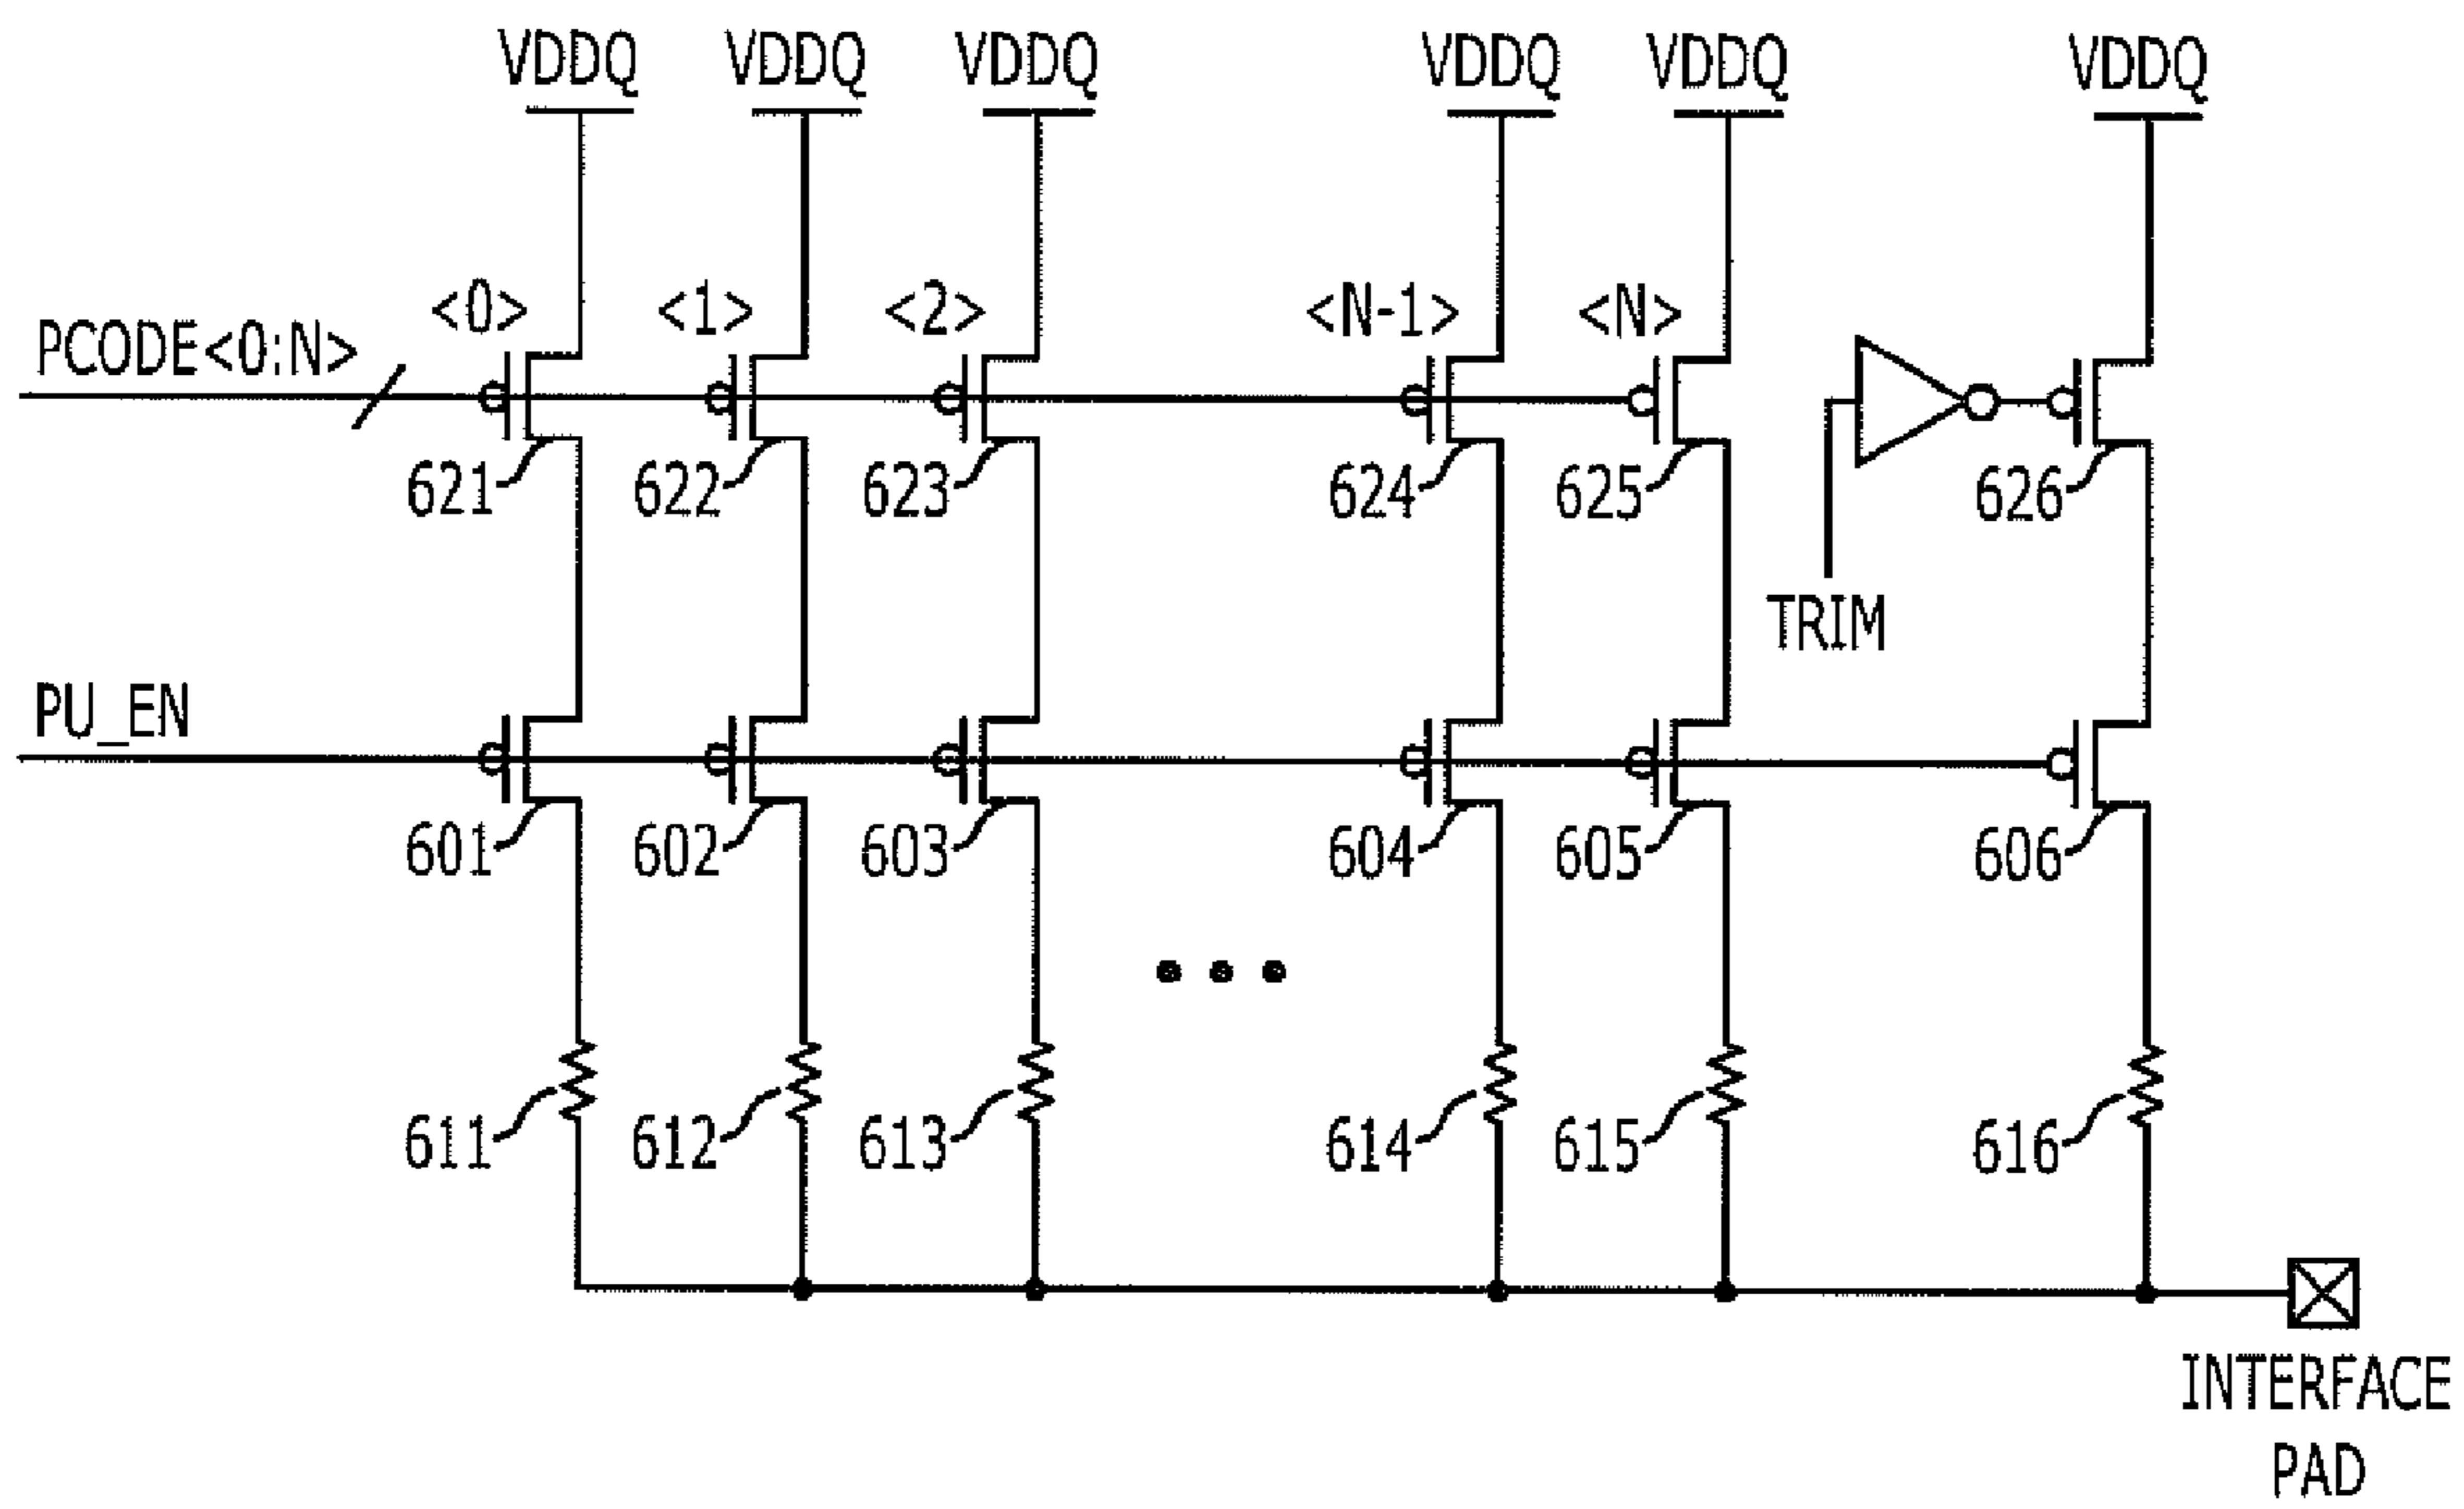 VDDQ VDDQ VDDQ VDDQ VDDQ VDDQ
<0> <1> <2> <N-1> <N>
PCODE<0:N>
621 622 623 624 625 626
TRIM
PU_EN
601 602 603 604 605 606
611 612 613 614 615 616
INTERFACE
PAD